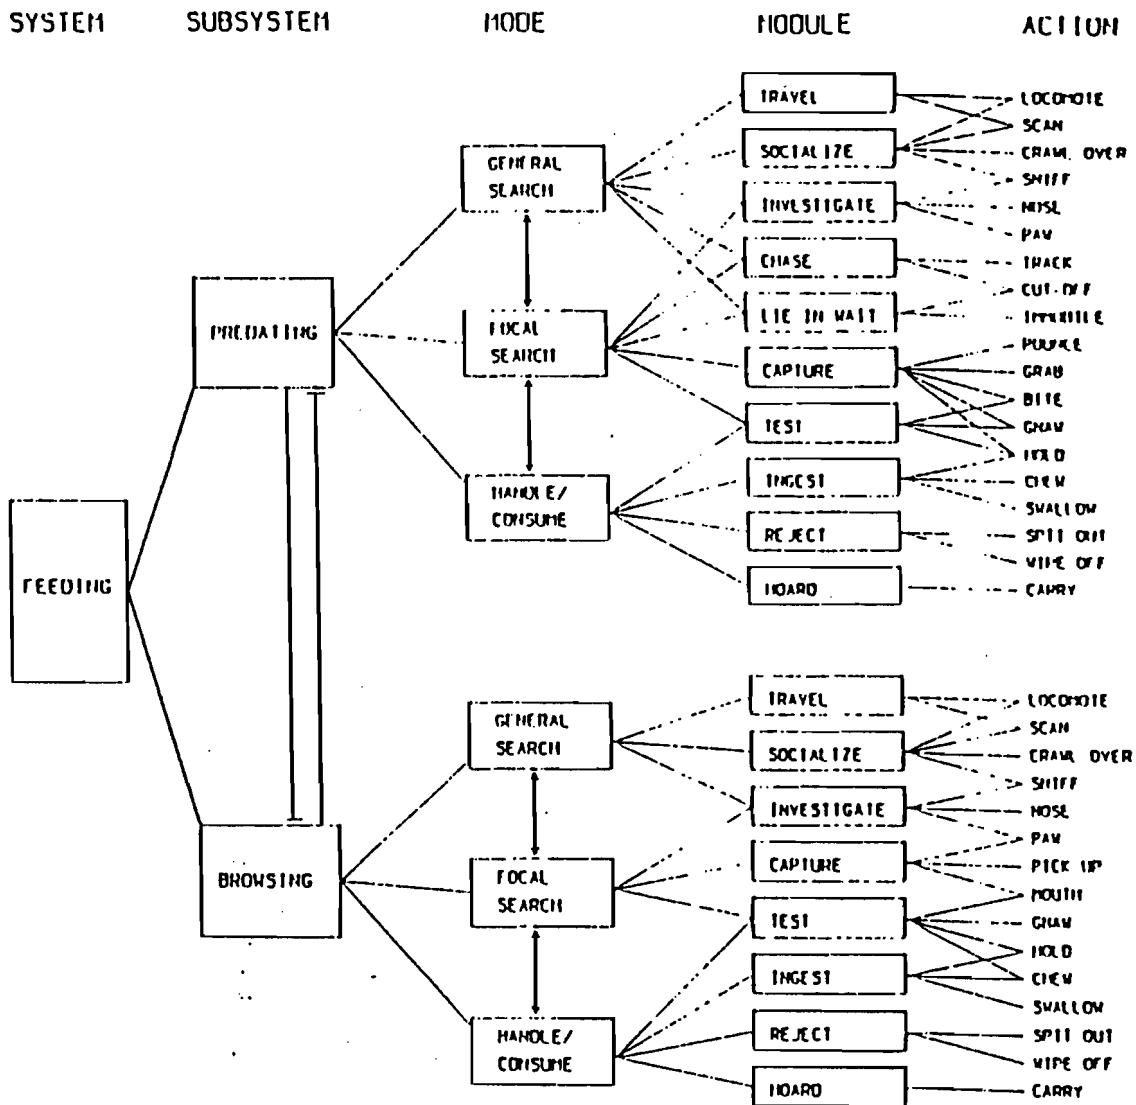 SYSTEM
SUBSYSTEM
MODE
MODULE
ACTION
FEEDING
PREDATING
GENERAL
SEARCH
FOCAL
SEARCH
HANDLE/
CONSUME
TRAVEL
SOCIALIZE
INVESTIGATE
CHASE
LIE IN WAIT
CAPTURE
TEST
INGEST
REJECT
HOARD
LOCOMOTE
SCAN
CRAWL OVER
SNIFF
NOSE
PAW
TRACK
CUT-OFF
IMMOBILE
POUNCE
GRAB
BITE
GNAW
HOLD
CHEW
SWALLOW
SPIT OUT
WIPE OFF
CARRY
BROWSING
GENERAL
SEARCH
FOCAL
SEARCH
HANDLE/
CONSUME
TRAVEL
SOCIALIZE
INVESTIGATE
CAPTURE
TEST
INGEST
REJECT
HOARD
LOCOMOTE
SCAN
CRAWL OVER
SNIFF
NOSE
PAW
PICK UP
MOUTH
GNAW
HOLD
CHEW
SWALLOW
SPIT OUT
WIPE OFF
CARRY